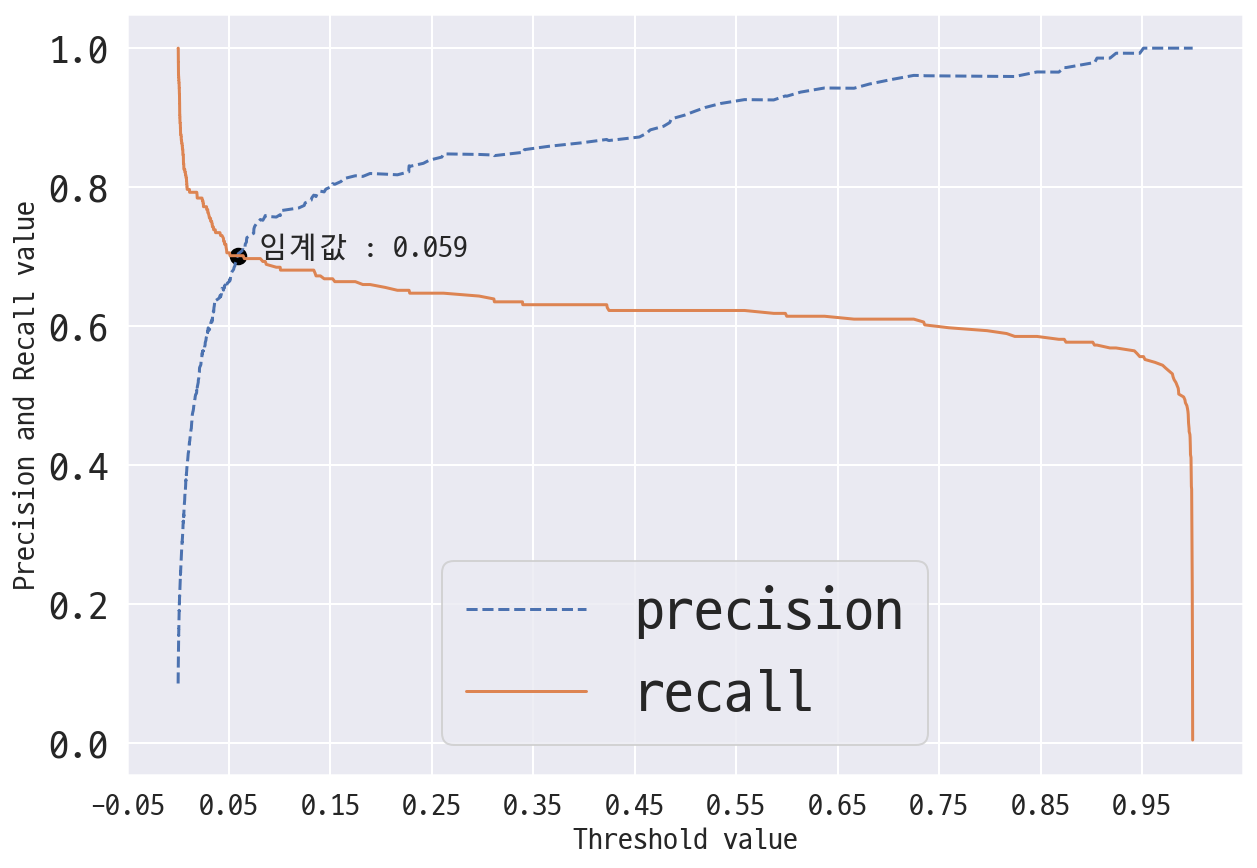 Precision and Recall value
1.0
0.8
0.6
0.4
0.2
0.0
임계값 : 0.059
precision
recall
−0.05 0.05 0.15 0.25 0.35 0.45 0.55 0.65 0.75 0.85 0.95
Threshold value